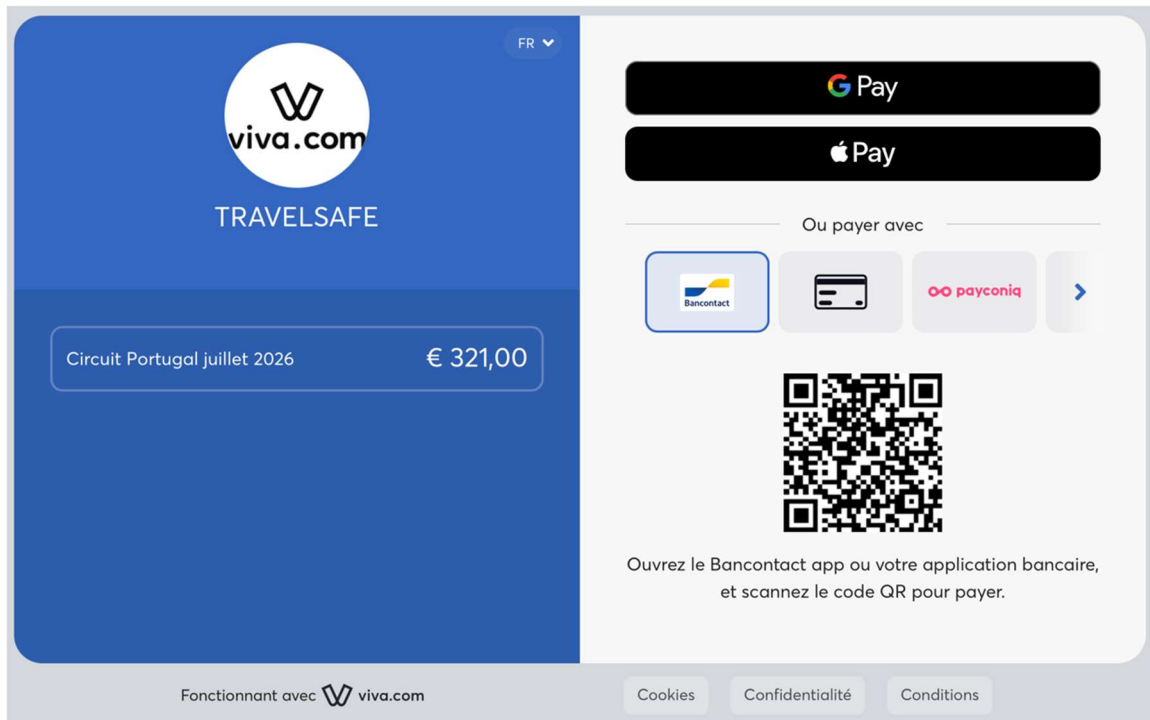 FR
viva.com
TRAVELSAFE
Circuit Portugal juillet 2026
€ 321,00
G Pay
Pay
Ou payer avec
Bancontact
payconiq
Ouvrez le Bancontact app ou votre application bancaire,
et scannez le code QR pour payer.
Fonctionnant avec viva.com
Cookies
Confidentialité
Conditions